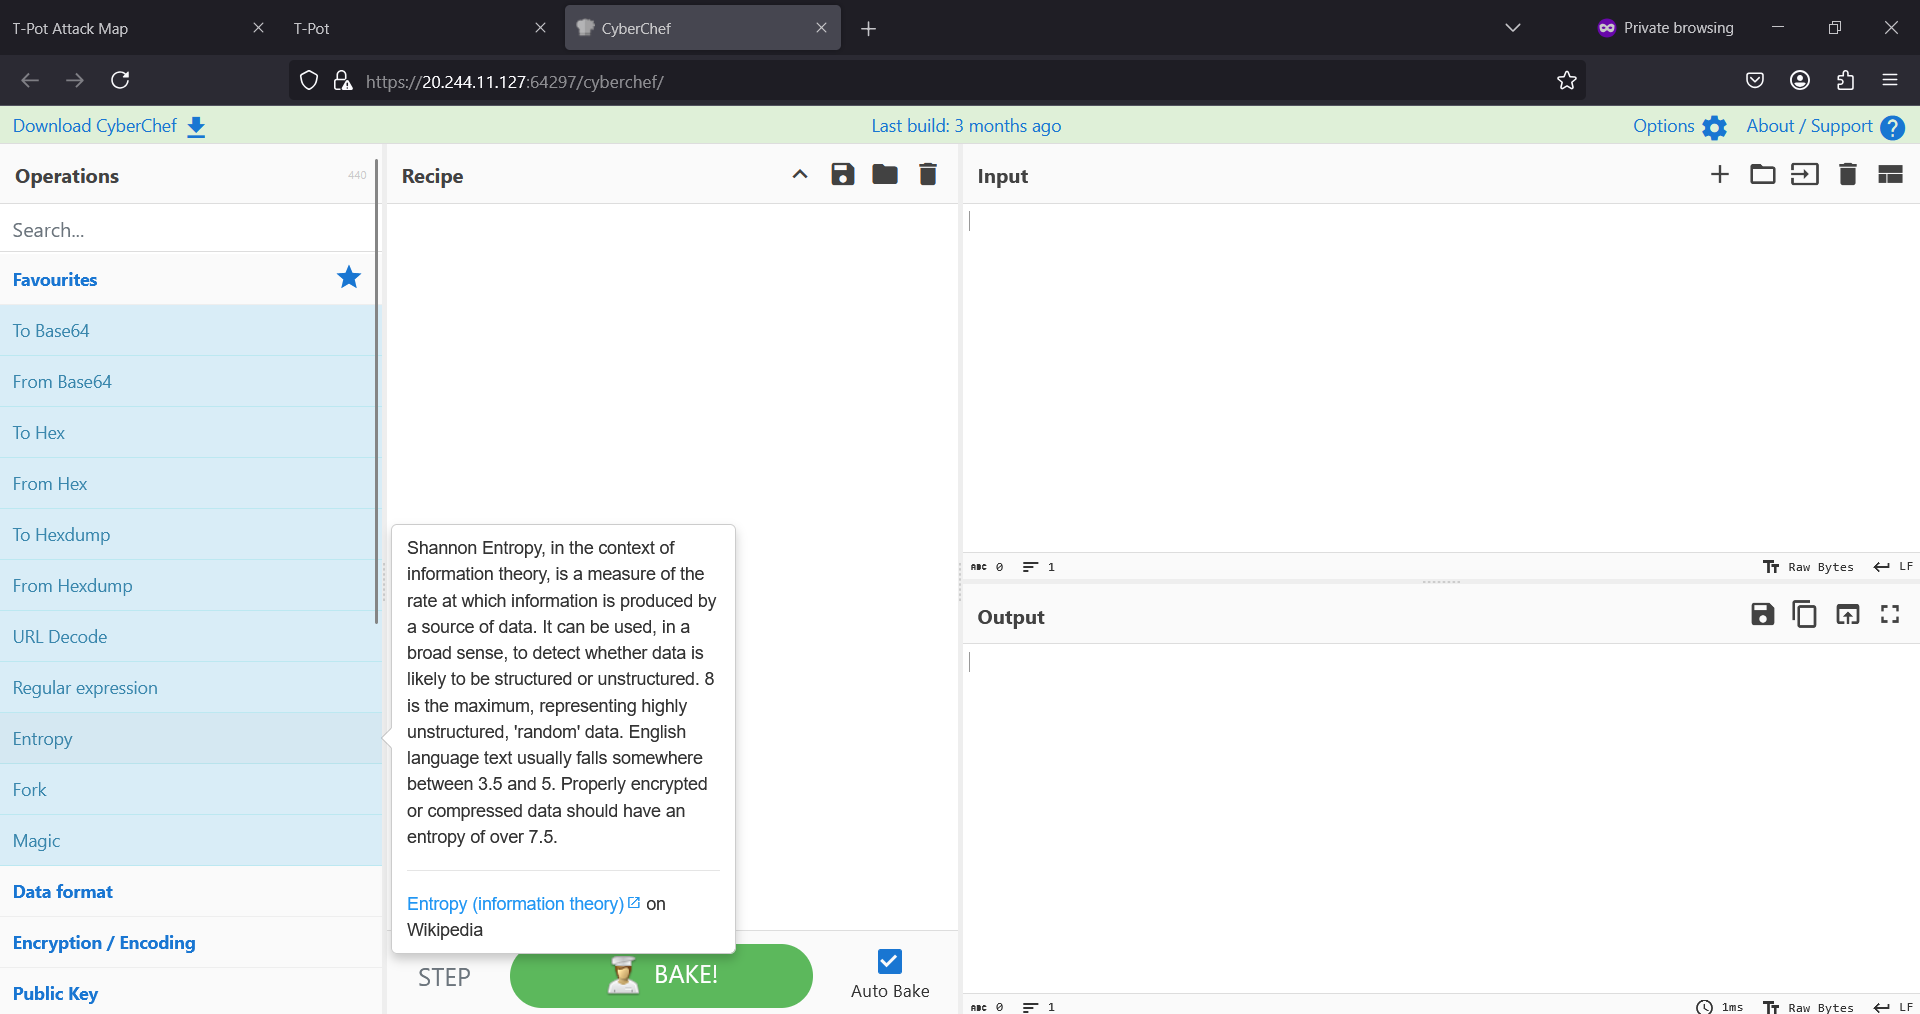 T-Pot Attack Map
T-Pot
CyberChef
Private browsing
https://20.244.11.127:64297/cyberchef/
Download CyberChef
Last build: 3 months ago
Options
About / Support
Operations
440
Recipe
Input
Search...
Favourites
To Base64
From Base64
To Hex
From Hex
To Hexdump
From Hexdump
URL Decode
Regular expression
Entropy
Fork
Magic
Data format
Encryption / Encoding
Public Key
Shannon Entropy, in the context of
information theory, is a measure of the
rate at which information is produced by
a source of data. It can be used, in a
broad sense, to detect whether data is
likely to be structured or unstructured. 8
is the maximum, representing highly
unstructured, 'random' data. English
language text usually falls somewhere
between 3.5 and 5. Properly encrypted
or compressed data should have an
entropy of over 7.5.
Entropy (information theory) on
Wikipedia
STEP
BAKE!
Auto Bake
ABC 0 1
Tт Raw Bytes LF
Output
ABC 0 1
1ms Tт Raw Bytes LF